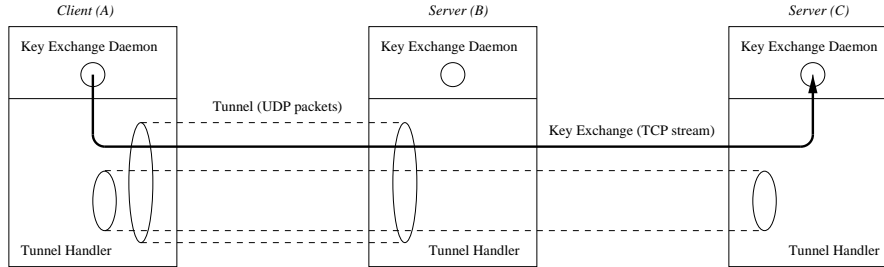 Client (A)
Server (B)
Server (C)
Key Exchange Daemon
Key Exchange Daemon
Key Exchange Daemon
Tunnel (UDP packets)
Key Exchange (TCP stream)
Tunnel Handler
Tunnel Handler
Tunnel Handler